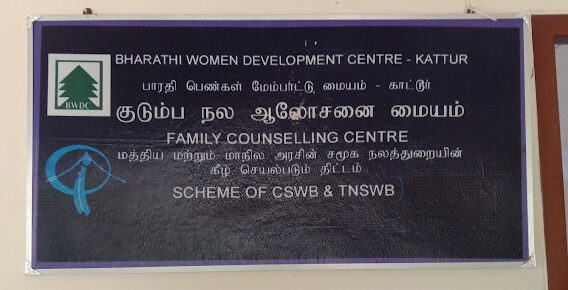 BHARATHI WOMEN DEVELOPMENT CENTRE - KATTUR
பாரதி பெண்கள் மேம்பாட்டு மையம் - காட்டூர்
குடும்ப நல ஆலோசனை மையம்
FAMILY COUNSELLING CENTRE
மத்திய மற்றும் மாநில அரசின் சமூக நலத்துறையின்
கீழ் செயல்படும் திட்டம்
SCHEME OF CSWB & TNSWB
BWDC